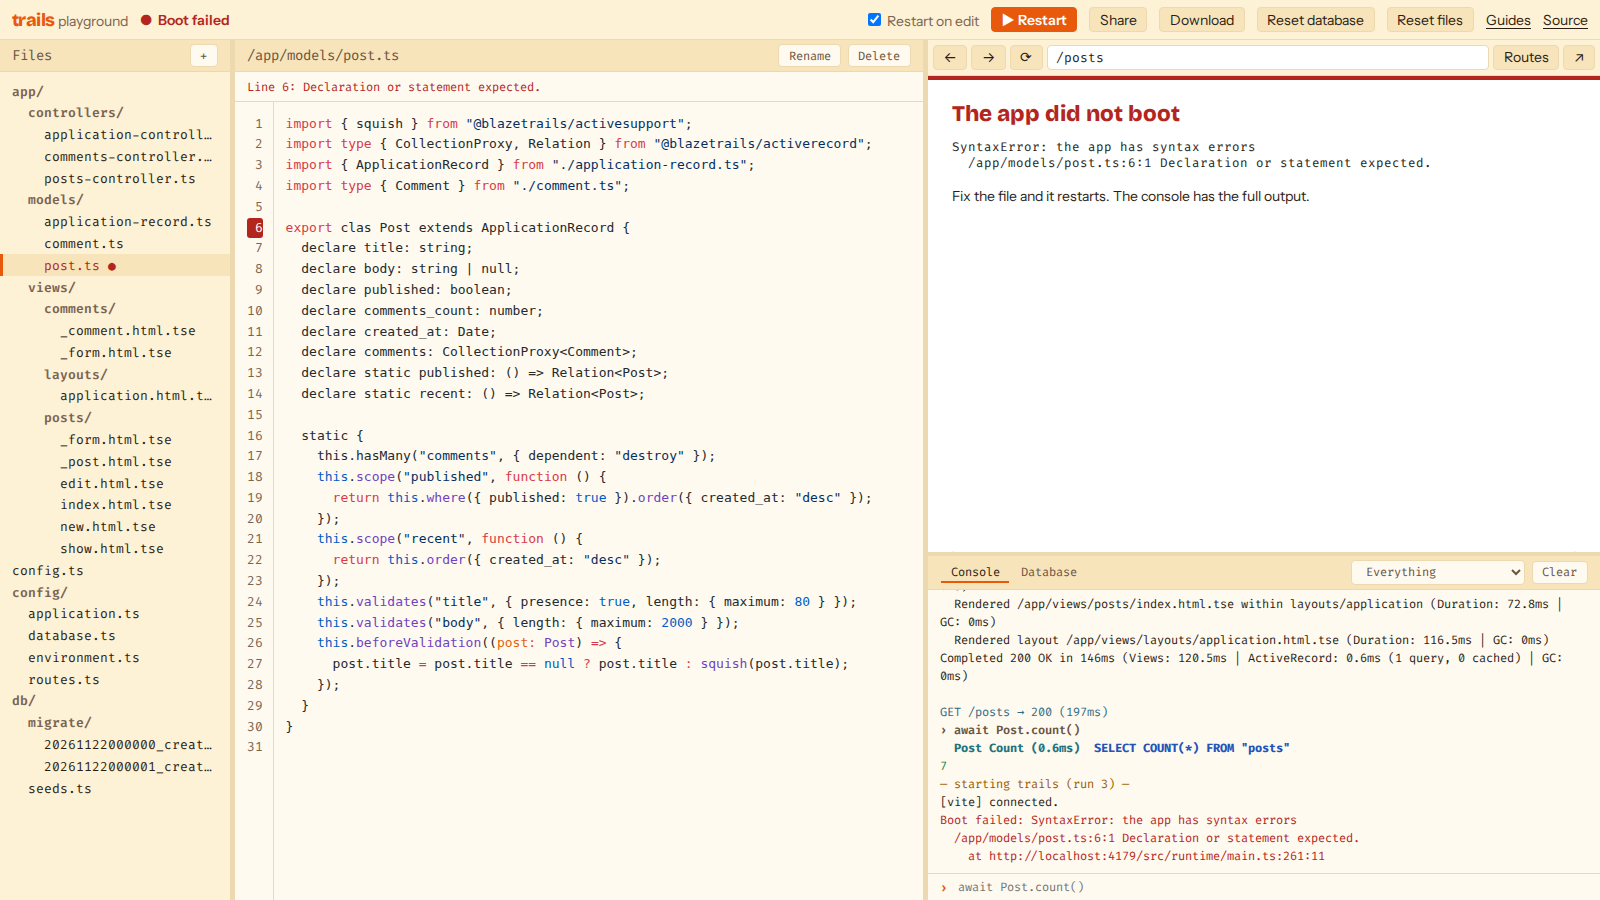 trails playground ● Boot failed
Restart on edit ▶ Restart Share Download Reset database Reset files Guides Source
Files +
app/
controllers/
application-controll…
comments-controller.…
posts-controller.ts
models/
application-record.ts
comment.ts
post.ts ●
views/
comments/
_comment.html.tse
_form.html.tse
layouts/
application.html.t…
posts/
_form.html.tse
_post.html.tse
edit.html.tse
index.html.tse
new.html.tse
show.html.tse
config.ts
config/
application.ts
database.ts
environment.ts
routes.ts
db/
migrate/
20261122000000_creat…
20261122000001_creat…
seeds.ts
/app/models/post.ts Rename Delete
Line 6: Declaration or statement expected.
1 import { squish } from "@blazetrails/activesupport";
2 import type { CollectionProxy, Relation } from "@blazetrails/activerecord";
3 import { ApplicationRecord } from "./application-record.ts";
4 import type { Comment } from "./comment.ts";
5
6 export clas Post extends ApplicationRecord {
7 declare title: string;
8 declare body: string | null;
9 declare published: boolean;
10 declare comments_count: number;
11 declare created_at: Date;
12 declare comments: CollectionProxy<Comment>;
13 declare static published: () => Relation<Post>;
14 declare static recent: () => Relation<Post>;
15
16 static {
17 this.hasMany("comments", { dependent: "destroy" });
18 this.scope("published", function () {
19 return this.where({ published: true }).order({ created_at: "desc" });
20 });
21 this.scope("recent", function () {
22 return this.order({ created_at: "desc" });
23 });
24 this.validates("title", { presence: true, length: { maximum: 80 } });
25 this.validates("body", { length: { maximum: 2000 } });
26 this.beforeValidation((post: Post) => {
27 post.title = post.title == null ? post.title : squish(post.title);
28 });
29 }
30 }
31
← → ⟳ /posts Routes ↗
The app did not boot
SyntaxError: the app has syntax errors
/app/models/post.ts:6:1 Declaration or statement expected.
Fix the file and it restarts. The console has the full output.
Console Database Everything Clear
Rendered /app/views/posts/index.html.tse within layouts/application (Duration: 72.8ms |
GC: 0ms)
Rendered layout /app/views/layouts/application.html.tse (Duration: 116.5ms | GC: 0ms)
Completed 200 OK in 146ms (Views: 120.5ms | ActiveRecord: 0.6ms (1 query, 0 cached) | GC:
0ms)
GET /posts → 200 (197ms)
› await Post.count()
Post Count (0.6ms) SELECT COUNT(*) FROM "posts"
7
— starting trails (run 3) —
[vite] connected.
Boot failed: SyntaxError: the app has syntax errors
/app/models/post.ts:6:1 Declaration or statement expected.
at http://localhost:4179/src/runtime/main.ts:261:11
› await Post.count()